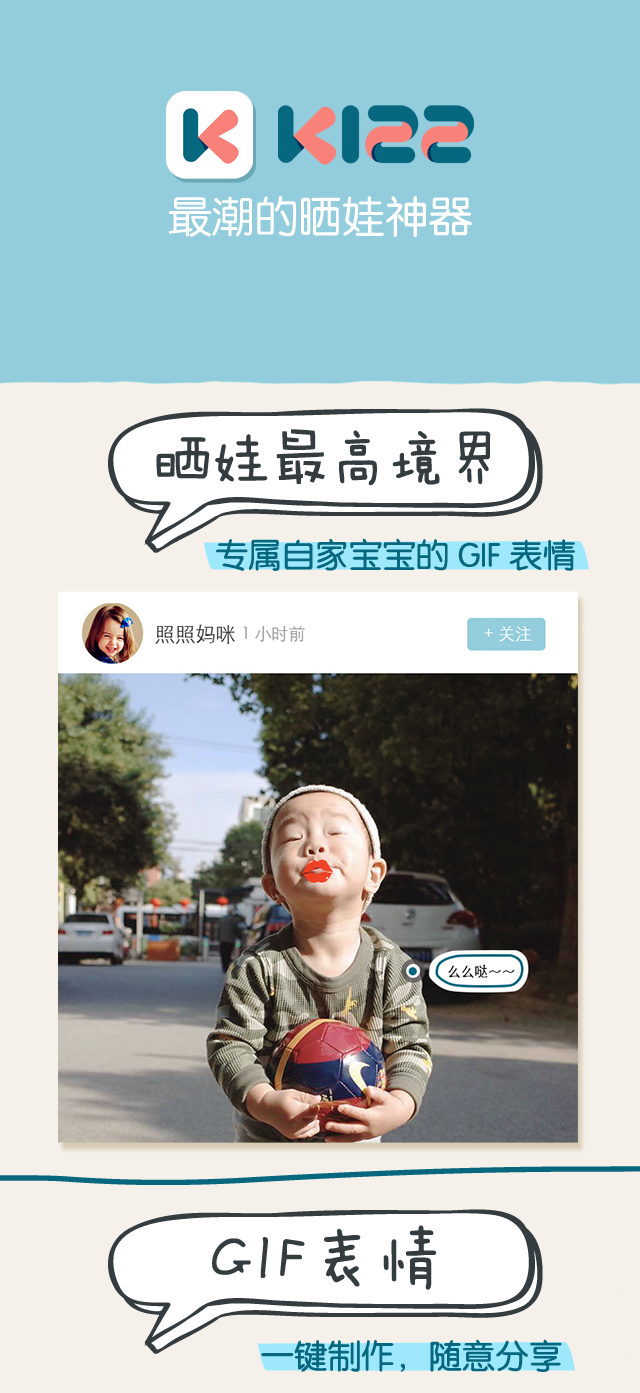 K KIZZ
最潮的晒娃神器
晒娃最高境界
专属自家宝宝的 GIF 表情
照照妈咪 1 小时前 + 关注
么么哒～～
GIF表情
一键制作，随意分享